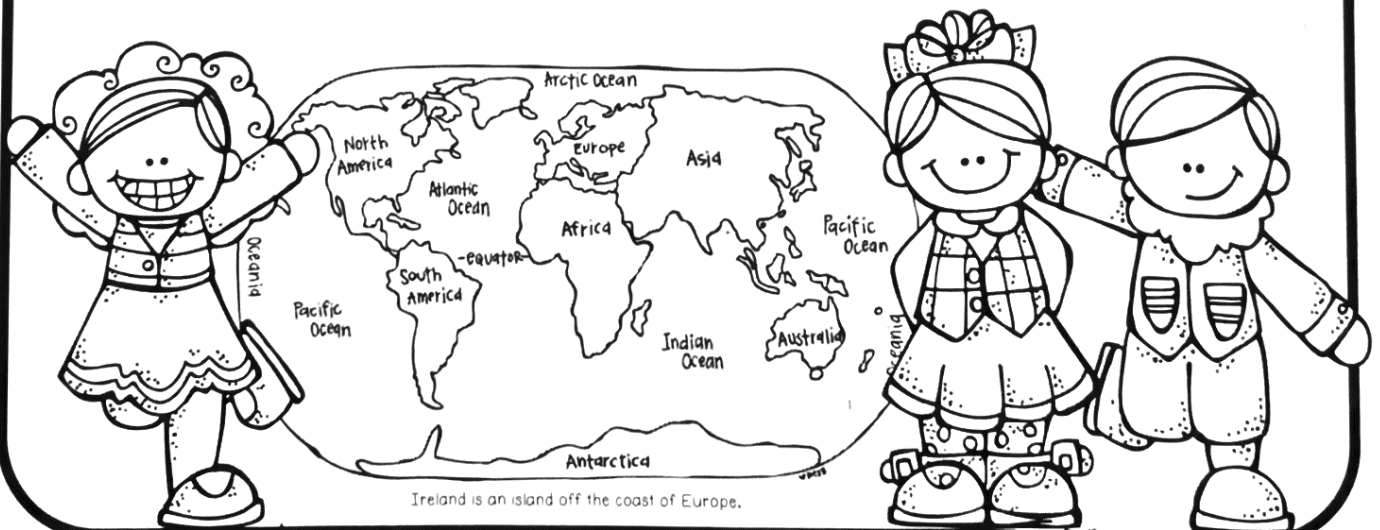 Arctic Ocean
North
America
Europe
Asia
Atlantic
Ocean
Africa
Pacific
Ocean
Oceania
equator
South
America
Pacific
Ocean
Indian
Ocean
Australia
Oceania
Antarctica
Ireland is an island off the coast of Europe.